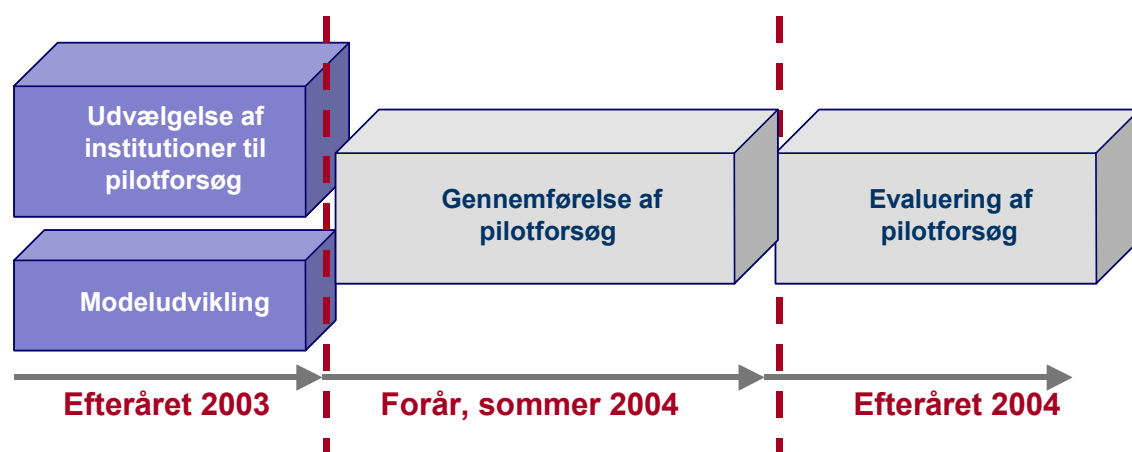 Udvælgelse af
institutioner til
pilotforsøg
Modeludvikling
Gennemførelse af
pilotforsøg
Evaluering af
pilotforsøg
Efteråret 2003
Forår, sommer 2004
Efteråret 2004